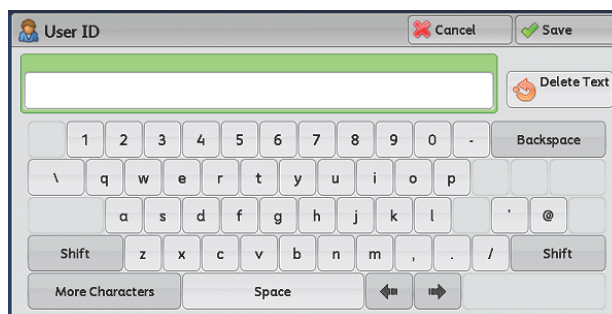 User ID Cancel Save
Delete Text
1 2 3 4 5 6 7 8 9 0 - Backspace
\ q w e r t y u i o p
a s d f g h j k l ' @
Shift z x c v b n m , . / Shift
More Characters Space